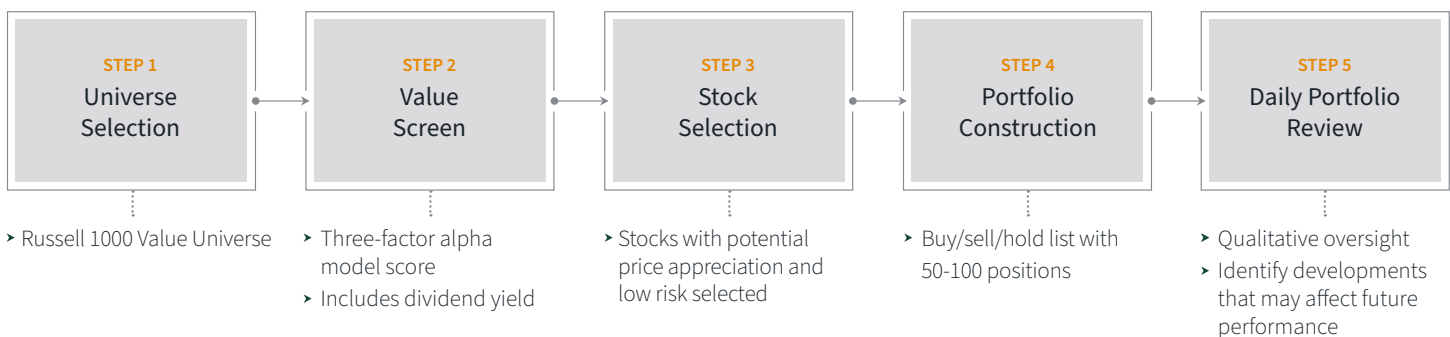 STEP 1
Universe
Selection
STEP 2
Value
Screen
STEP 3
Stock
Selection
STEP 4
Portfolio
Construction
STEP 5
Daily Portfolio
Review
Russell 1000 Value Universe
Three-factor alpha
model score
Includes dividend yield
Stocks with potential
price appreciation and
low risk selected
Buy/sell/hold list with
50-100 positions
Qualitative oversight
Identify developments
that may affect future
performance